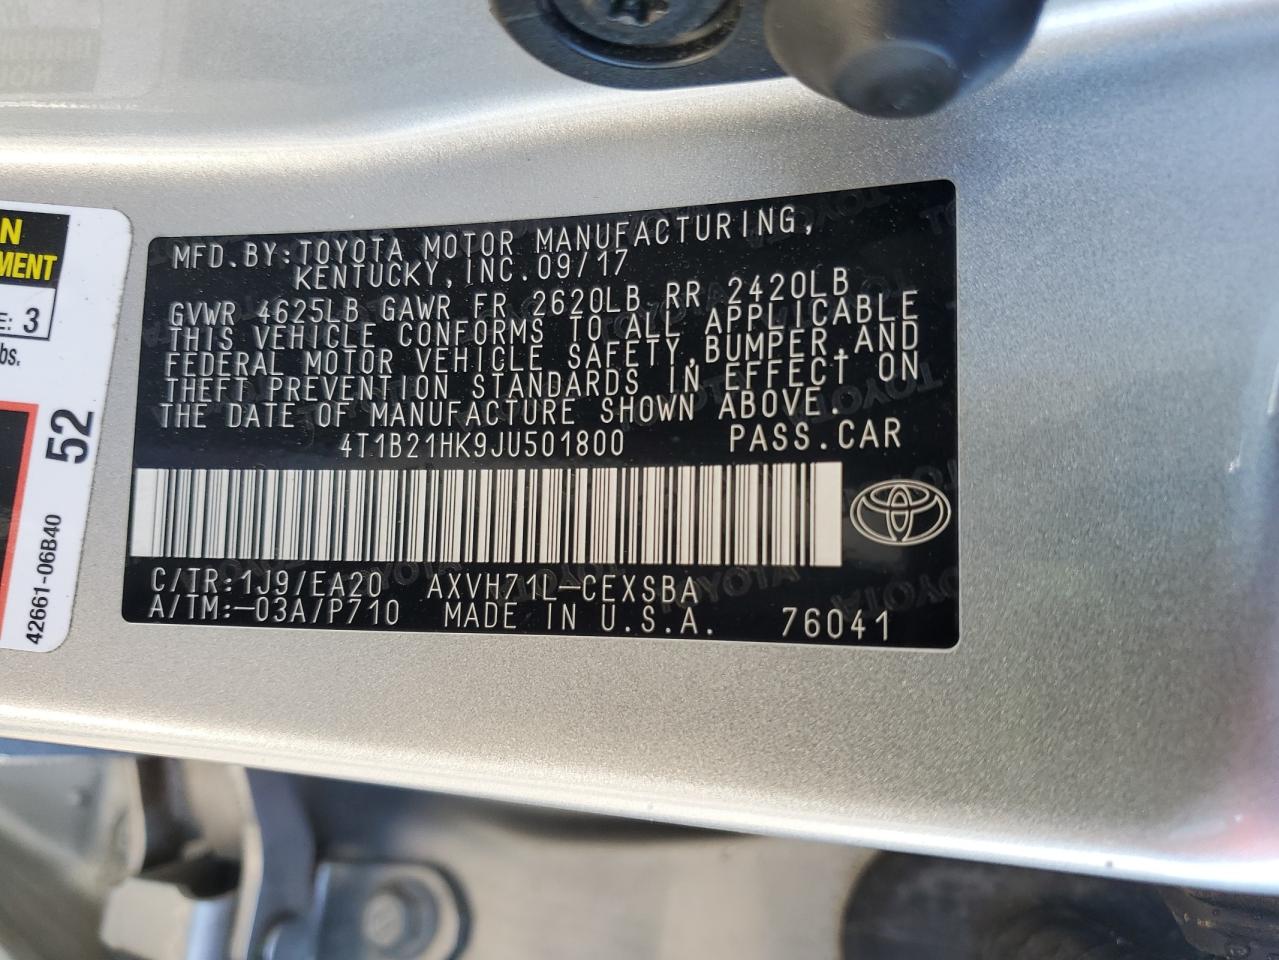 MFD.BY:TOYOTA MOTOR MANUFACTURING,
KENTUCKY,INC.09/17
GVWR 4625LB GAWR FR 2620LB RR 2420LB
THIS VEHICLE CONFORMS TO ALL APPLICABLE
FEDERAL MOTOR VEHICLE SAFETY,BUMPER,AND
THEFT PREVENTION STANDARDS IN EFFECT ON
THE DATE OF MANUFACTURE SHOWN ABOVE.
4T1B21HK9JU501800 PASS.CAR
C/TR:1J9/EA20 AXVH71L-CEXSBA
A/TM:-03A/P710 MADE IN U.S.A. 76041
3
52
42661-06B40